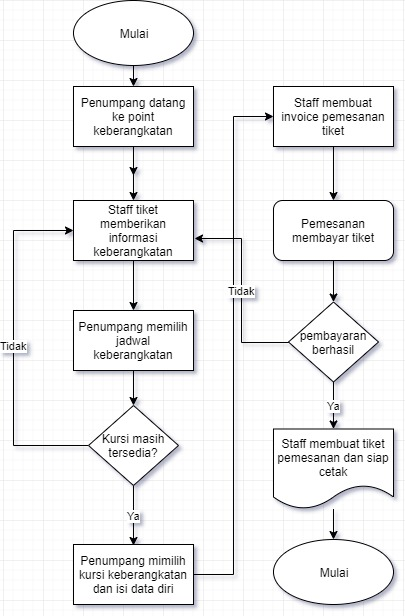 Mulai
Penumpang datang
ke point
keberangkatan
Staff tiket
memberikan
informasi
keberangkatan
Tidak
Penumpang memilih
jadwal
keberangkatan
Kursi masih
tersedia?
Ya
Penumpang mimilih
kursi keberangkatan
dan isi data diri
Staff membuat
invoice pemesanan
tiket
Pemesanan
membayar tiket
Tidak
pembayaran
berhasil
Ya
Staff membuat tiket
pemesanan dan siap
cetak
Mulai